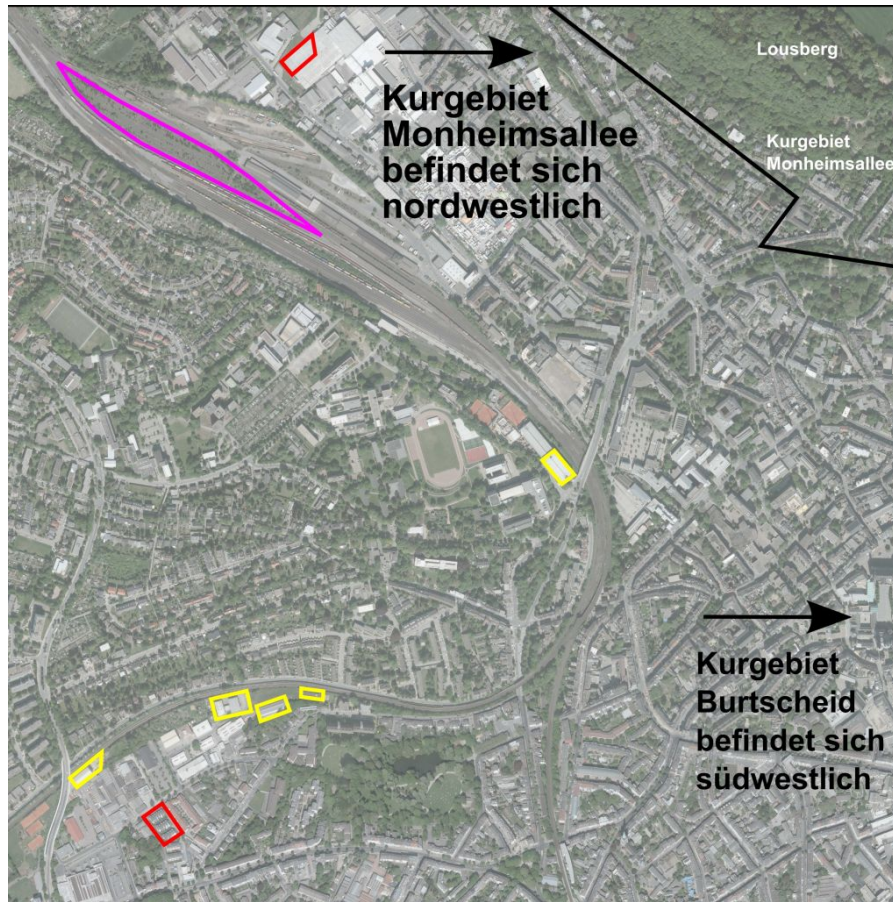 Lousberg
Kurgebiet
Monheimsallee
befindet sich
nordwestlich
Kurgebiet
Monheimsallee
Kurgebiet
Burtscheid
befindet sich
südwestlich